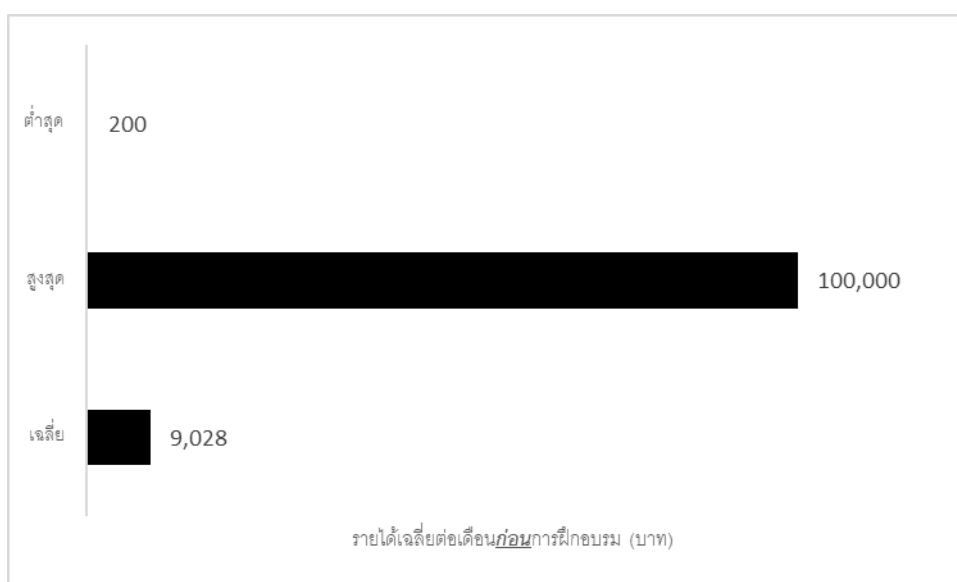 ต่ำสุด 200
สูงสุด 100,000
เฉลี่ย 9,028
รายได้เฉลี่ยต่อเดือนก่อนการฝึกอบรม (บาท)